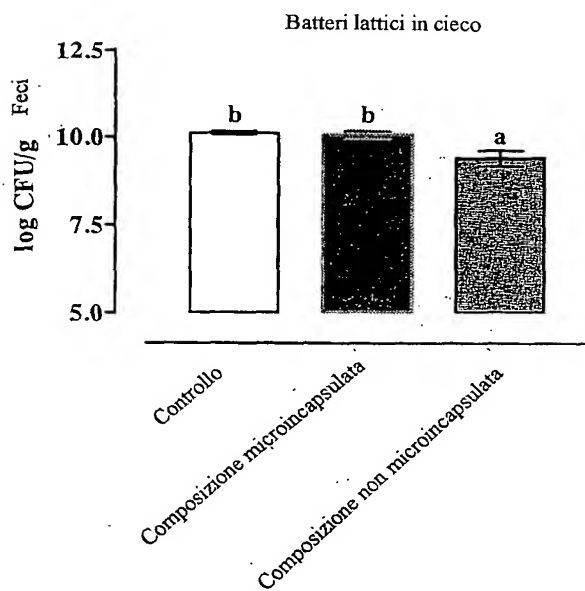 Batteri lattici in cieco
log CFU/g Feci
12.5
10.0
7.5
5.0
b
b
a
Controllo
Composizione microincapsulata
Composizione non microincapsulata